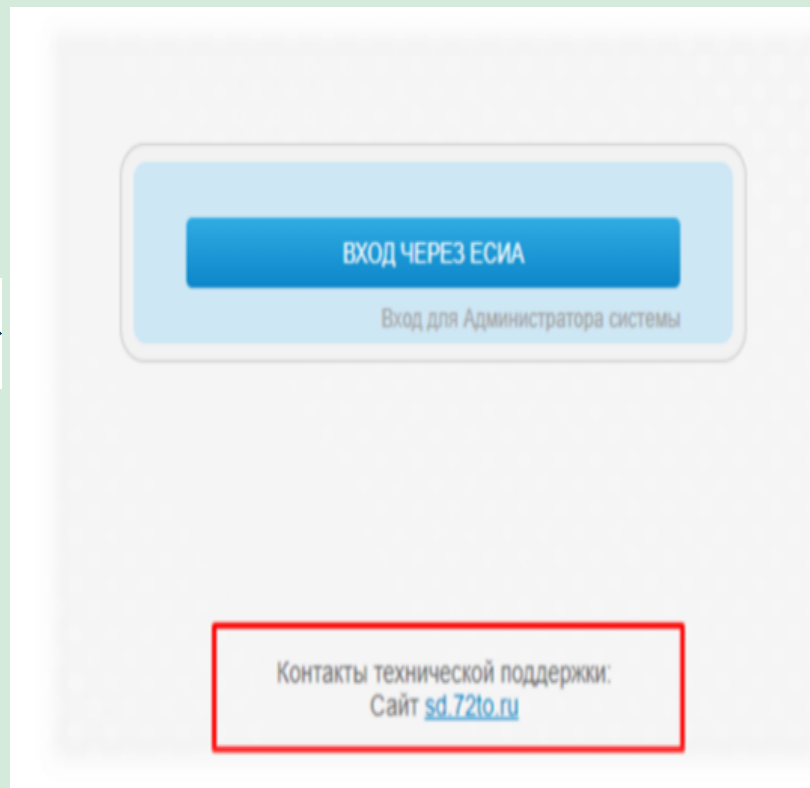 ВХОД ЧЕРЕЗ ЕСИА
Вход для Администратора системы
Контакты технической поддержки:
Сайт sd.72to.ru